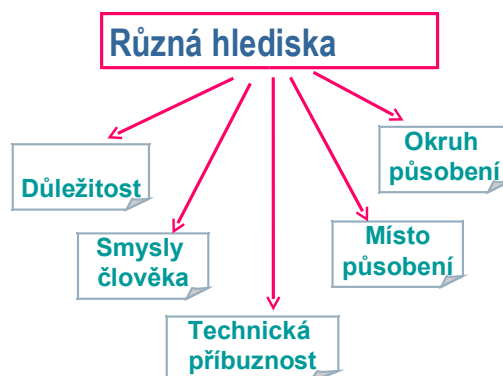 Různá hlediska
Důležitost
Smysly
člověka
Technická
příbuznost
Místo
působení
Okruh
působení